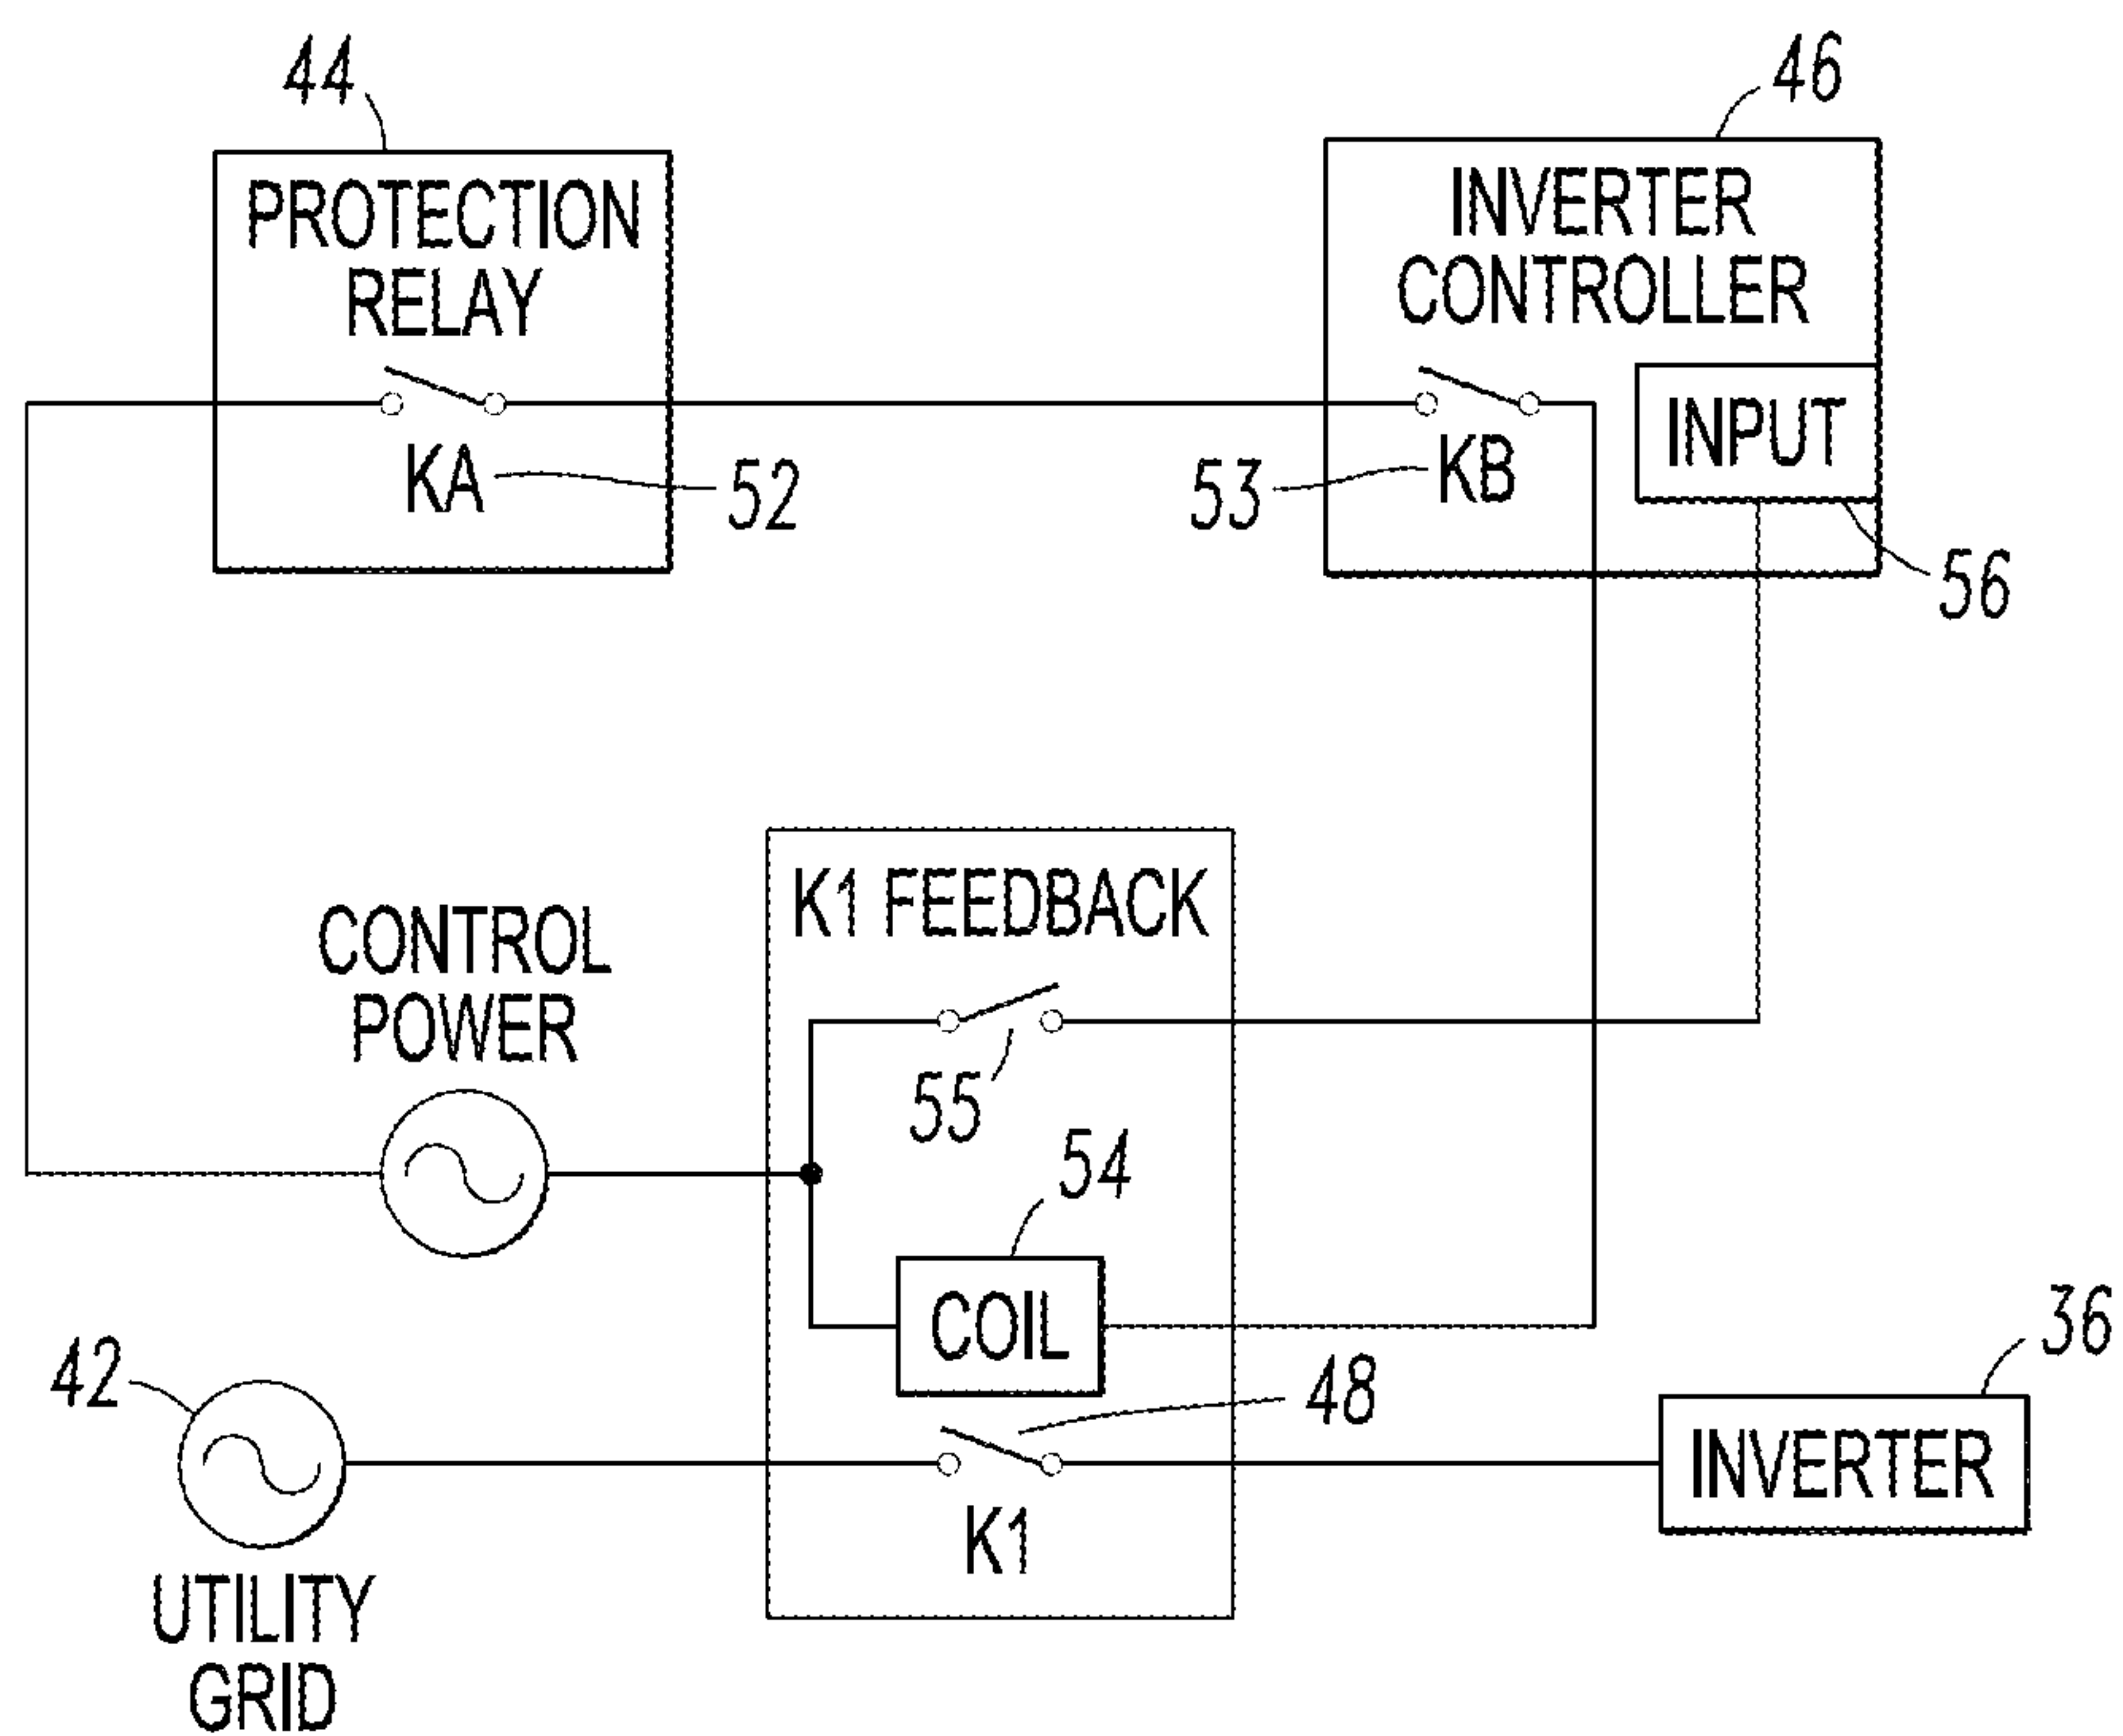 44
46
PROTECTION
RELAY
INVERTER
CONTROLLER
INPUT
KA
52
53
KB
56
K1 FEEDBACK
CONTROL
POWER
55
54
COIL
42
48
36
INVERTER
K1
UTILITY
GRID